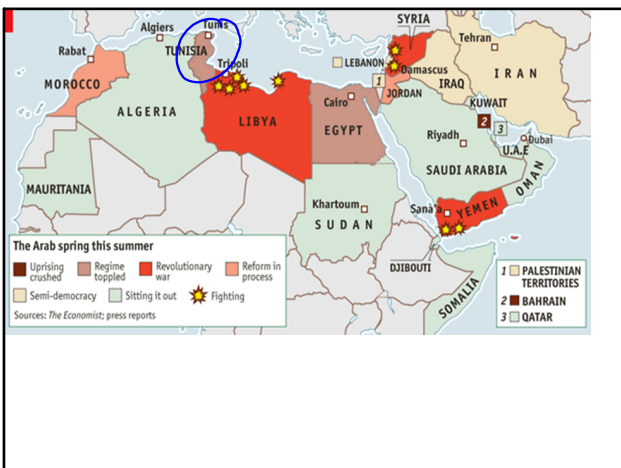 SYRIA
Tunis
Algiers
Tehran
TUNISIA
Rabat
LEBANON
Tripoli
Damascus
IRAN
MOROCCO
1
IRAQ
JORDAN
ALGERIA
Cairo
KUWAIT
LIBYA
EGYPT
2
3
Riyadh
Dubai
U.A.E
SAUDI ARABIA
OMAN
MAURITANIA
Khartoum
Sanà'a
YEMEN
SUDAN
The Arab spring this summer
Uprising crushed
Regime toppled
Revolutionary war
Reform in process
DJIBOUTI
1 PALESTINIAN
TERRITORIES
Semi-democracy
Sitting it out
Fighting
SOMALIA
2 BAHRAIN
Sources: The Economist; press reports
3 QATAR